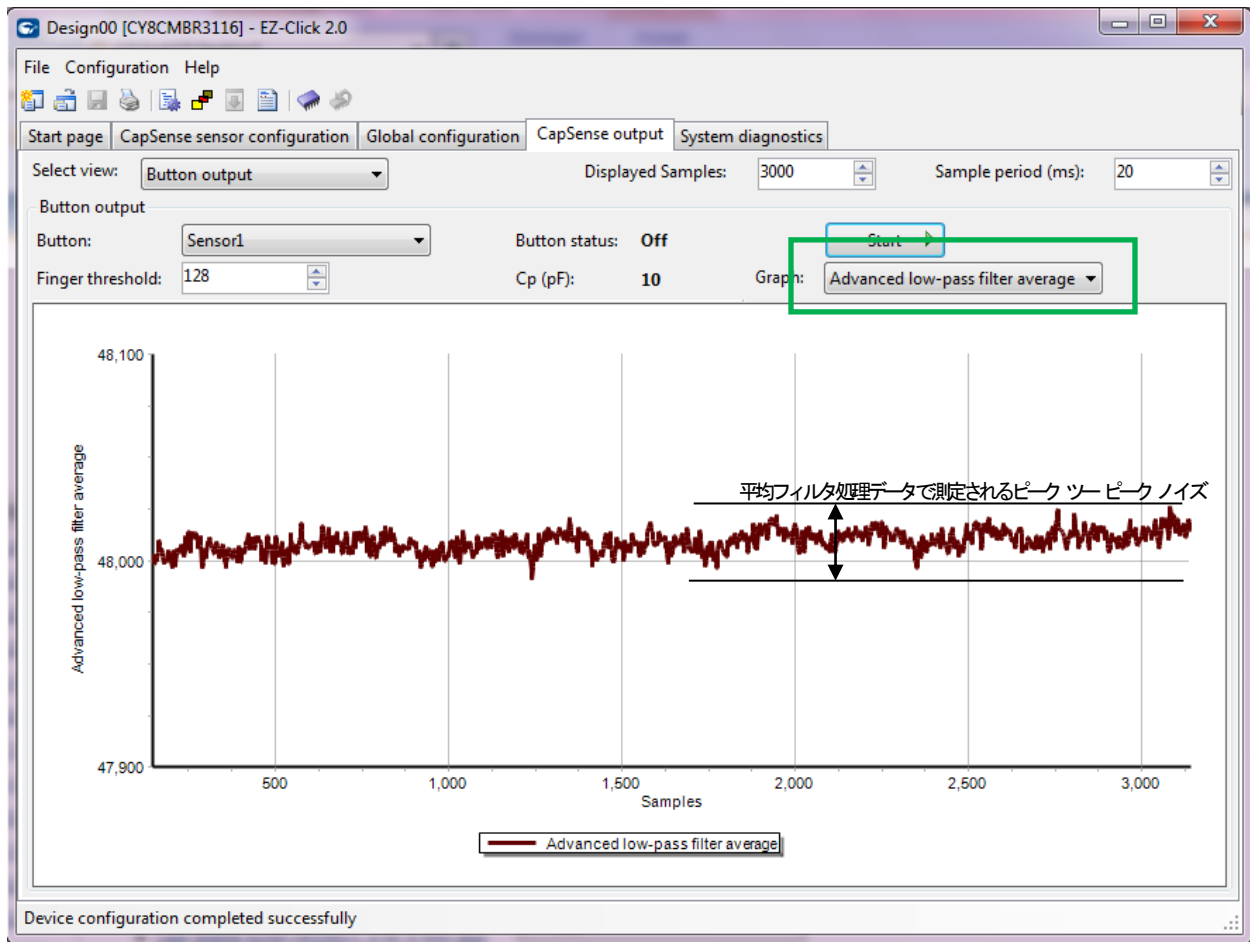 Design00 [CY8CMBR3116] - EZ-Click 2.0
File Configuration Help
Start page CapSense sensor configuration Global configuration CapSense output System diagnostics
Select view: Button output Displayed Samples: 3000 Sample period (ms): 20
Button output
Button: Sensor1 Button status: Off Start
Finger threshold: 128 Cp (pF): 10 Graph: Advanced low-pass filter average
48,100
平均フィルタ処理データで測定されるピーク ツー ピーク ノイズ
Advanced low-pass filter average
48,000
47,900
500 1,000 1,500 2,000 2,500 3,000
Samples
Advanced low-pass filter average
Device configuration completed successfully